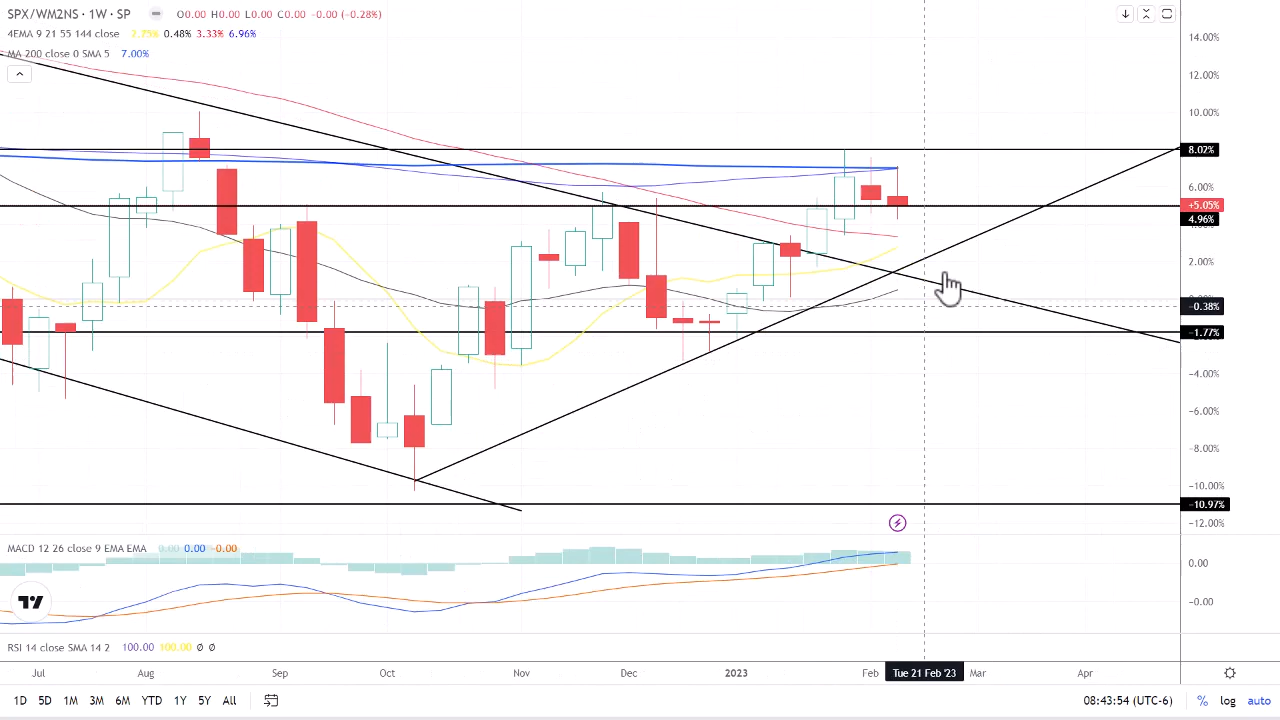 SPX/WM2NS · 1W · SP O0.00 H0.00 L0.00 C0.00 -0.00 (-0.28%)
4EMA 9 21 55 144 close 2.75% 0.48% 3.33% 6.96%
MA 200 close 0 SMA 5 7.00%
14.00%
12.00%
10.00%
8.02%
6.00%
+5.05%
4.96%
2.00%
-0.38%
-1.77%
-4.00%
-6.00%
-8.00%
-10.00%
-10.97%
-12.00%
MACD 12 26 close 9 EMA EMA 0.00 0.00 -0.00
0.00
-0.00
RSI 14 close SMA 14 2 100.00 100.00 Ø Ø
Jul Aug Sep Oct Nov Dec 2023 Feb Tue 21 Feb '23 Mar Apr
1D 5D 1M 3M 6M YTD 1Y 5Y All 08:43:54 (UTC-6) % log auto